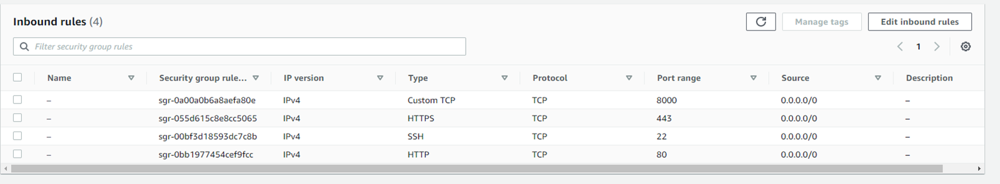 Inbound rules (4)
Manage tags
Edit inbound rules
Filter security group rules
1
Name Security group rule... IP version Type Protocol Port range Source Description
– sgr-0a00a0b6a8aefa80e IPv4 Custom TCP TCP 8000 0.0.0.0/0 –
– sgr-055d615c8e8cc5065 IPv4 HTTPS TCP 443 0.0.0.0/0 –
– sgr-00bf3d18593dc7c8b IPv4 SSH TCP 22 0.0.0.0/0 –
– sgr-0bb1977454cef9fcc IPv4 HTTP TCP 80 0.0.0.0/0 –